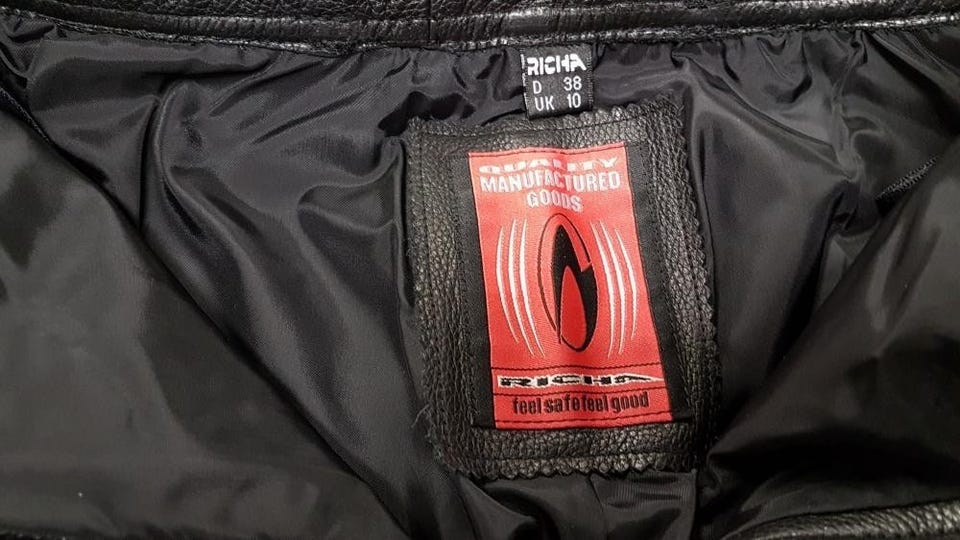 RICHA
D 38
UK 10
QUALITY
MANUFACTURED
GOODS
RICHA
feel safe feel good